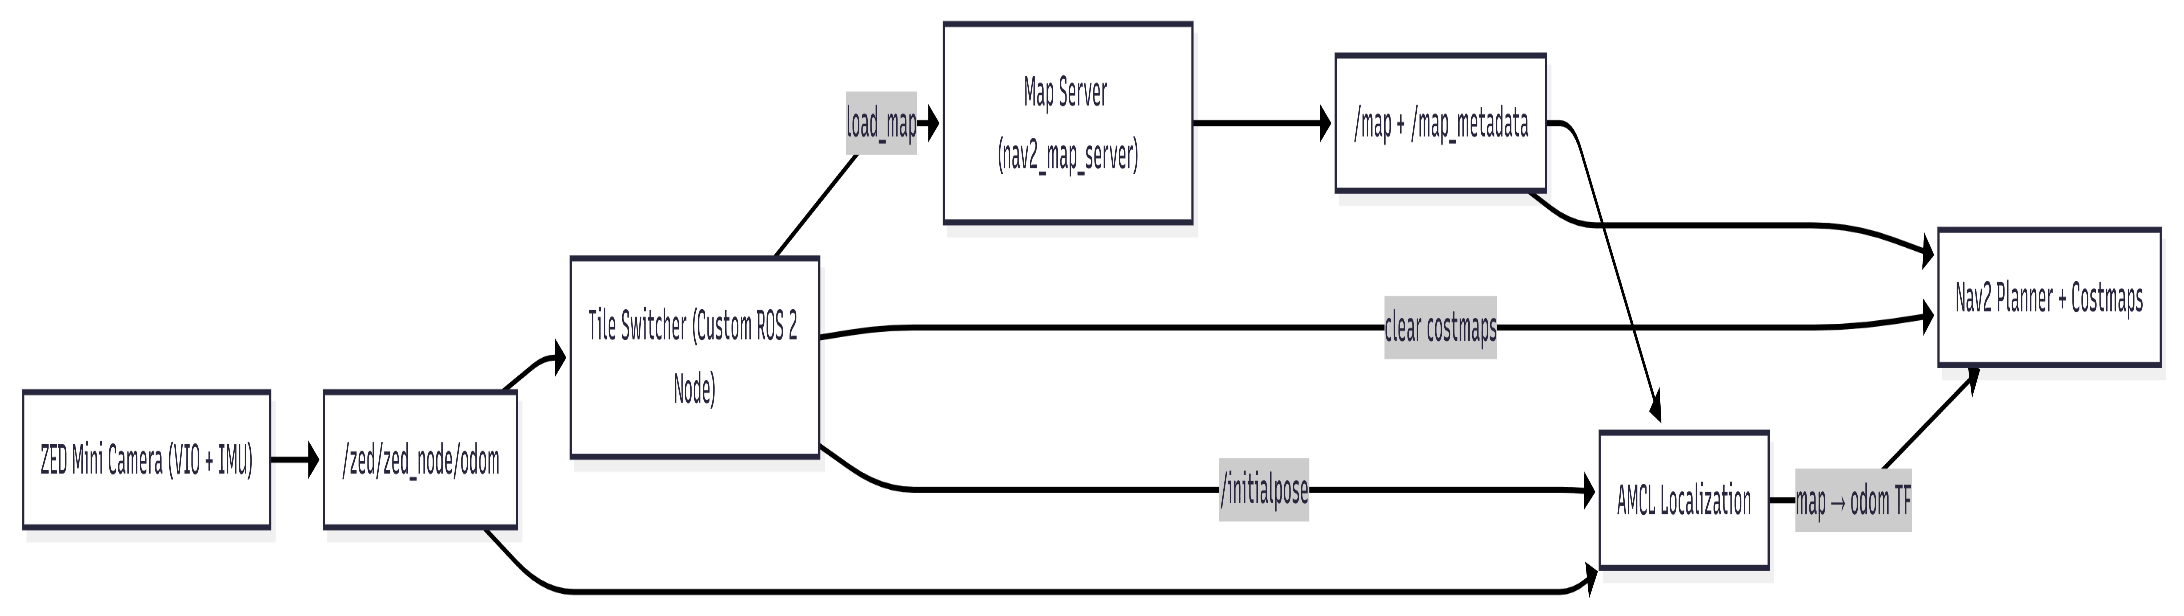 ZED Mini Camera (VIO + IMU)
/zed/zed_node/odom
Tile Switcher (Custom ROS 2
Node)
load_map
Map Server
(nav2_map_server)
/map + /map_metadata
clear costmaps
/initialpose
AMCL Localization
map → odom TF
Nav2 Planner + Costmaps